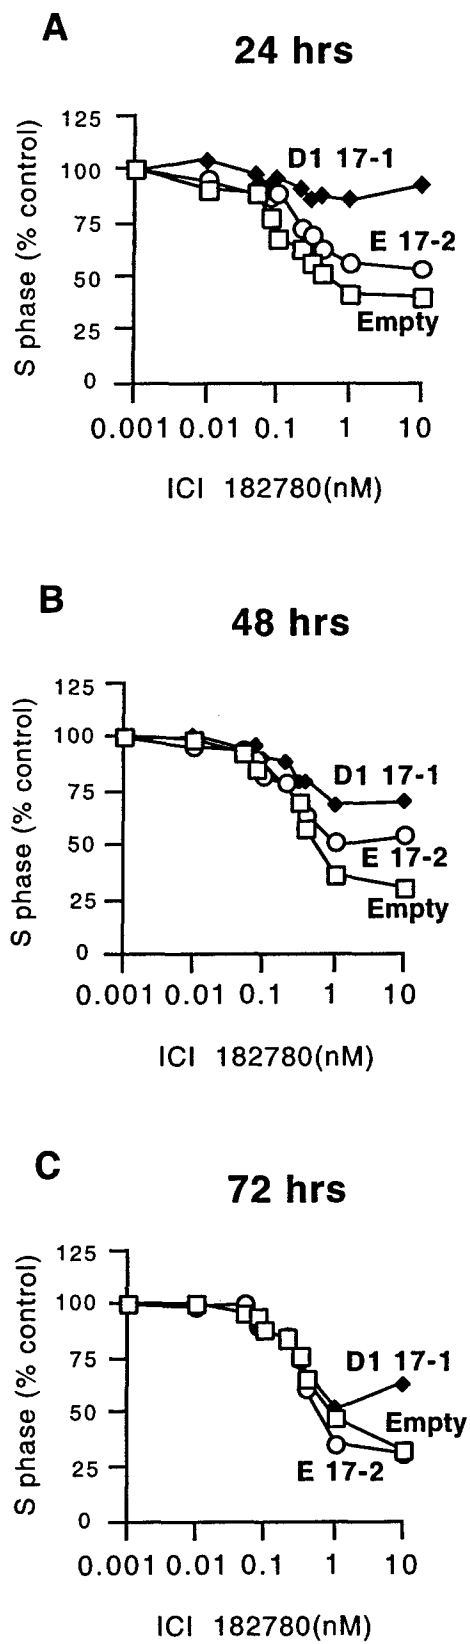 A
24 hrs
S phase (% control)
125
100
75
50
25
0
D1 17-1
E 17-2
Empty
0.001 0.01 0.1 1 10
ICI 182780(nM)
B
48 hrs
S phase (% control)
125
100
75
50
25
0
D1 17-1
E 17-2
Empty
0.001 0.01 0.1 1 10
ICI 182780(nM)
C
72 hrs
S phase (% control)
125
100
75
50
25
0
D1 17-1
Empty
E 17-2
0.001 0.01 0.1 1 10
ICI 182780(nM)